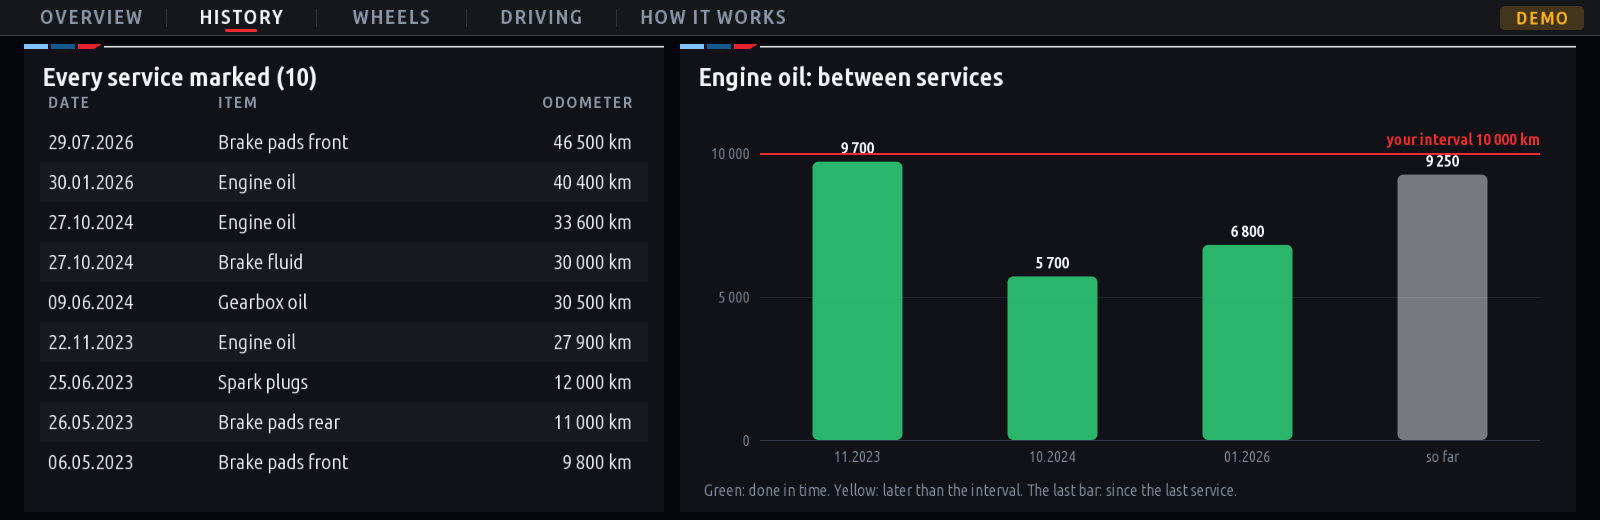 OVERVIEW HISTORY WHEELS DRIVING HOW IT WORKS DEMO
Every service marked (10)
DATE ITEM ODOMETER
29.07.2026 Brake pads front 46 500 km
30.01.2026 Engine oil 40 400 km
27.10.2024 Engine oil 33 600 km
27.10.2024 Brake fluid 30 000 km
09.06.2024 Gearbox oil 30 500 km
22.11.2023 Engine oil 27 900 km
25.06.2023 Spark plugs 12 000 km
26.05.2023 Brake pads rear 11 000 km
06.05.2023 Brake pads front 9 800 km
Engine oil: between services
your interval 10 000 km
10 000
5 000
0
9 700
5 700
6 800
9 250
11.2023 10.2024 01.2026 so far
Green: done in time. Yellow: later than the interval. The last bar: since the last service.